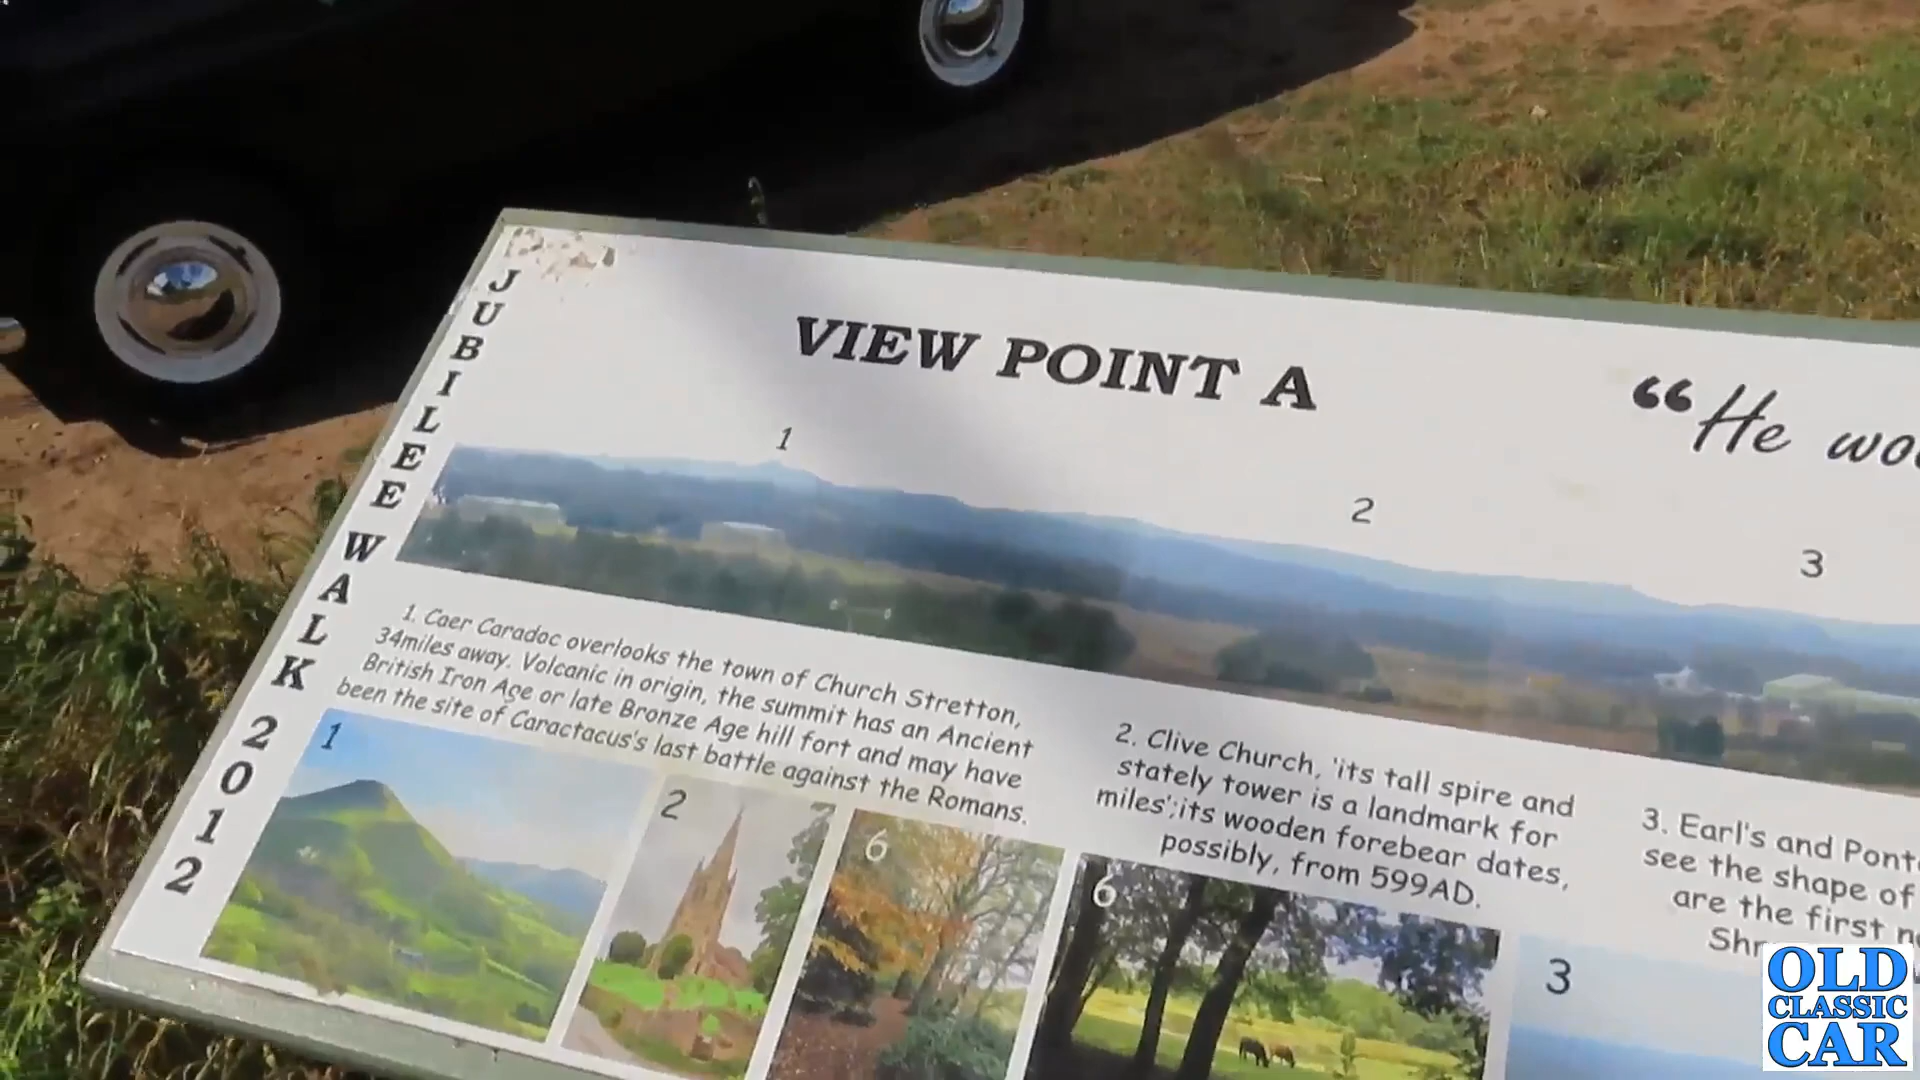 JUBILEE WALK 2012
VIEW POINT A
“He
1
2
3
1. Caer Caradoc overlooks the town of Church Stretton,
34miles away. Volcanic in origin, the summit has an Ancient
British Iron Age or late Bronze Age hill fort and may have
been the site of Caractacus's last battle against the Romans.
2. Clive Church, 'its tall spire and
stately tower is a landmark for
miles';its wooden forebear dates,
possibly, from 599AD.
3. Earl's and
see the shape of
are the first
1
2
6
6
3
OLD
CLASSIC
CAR